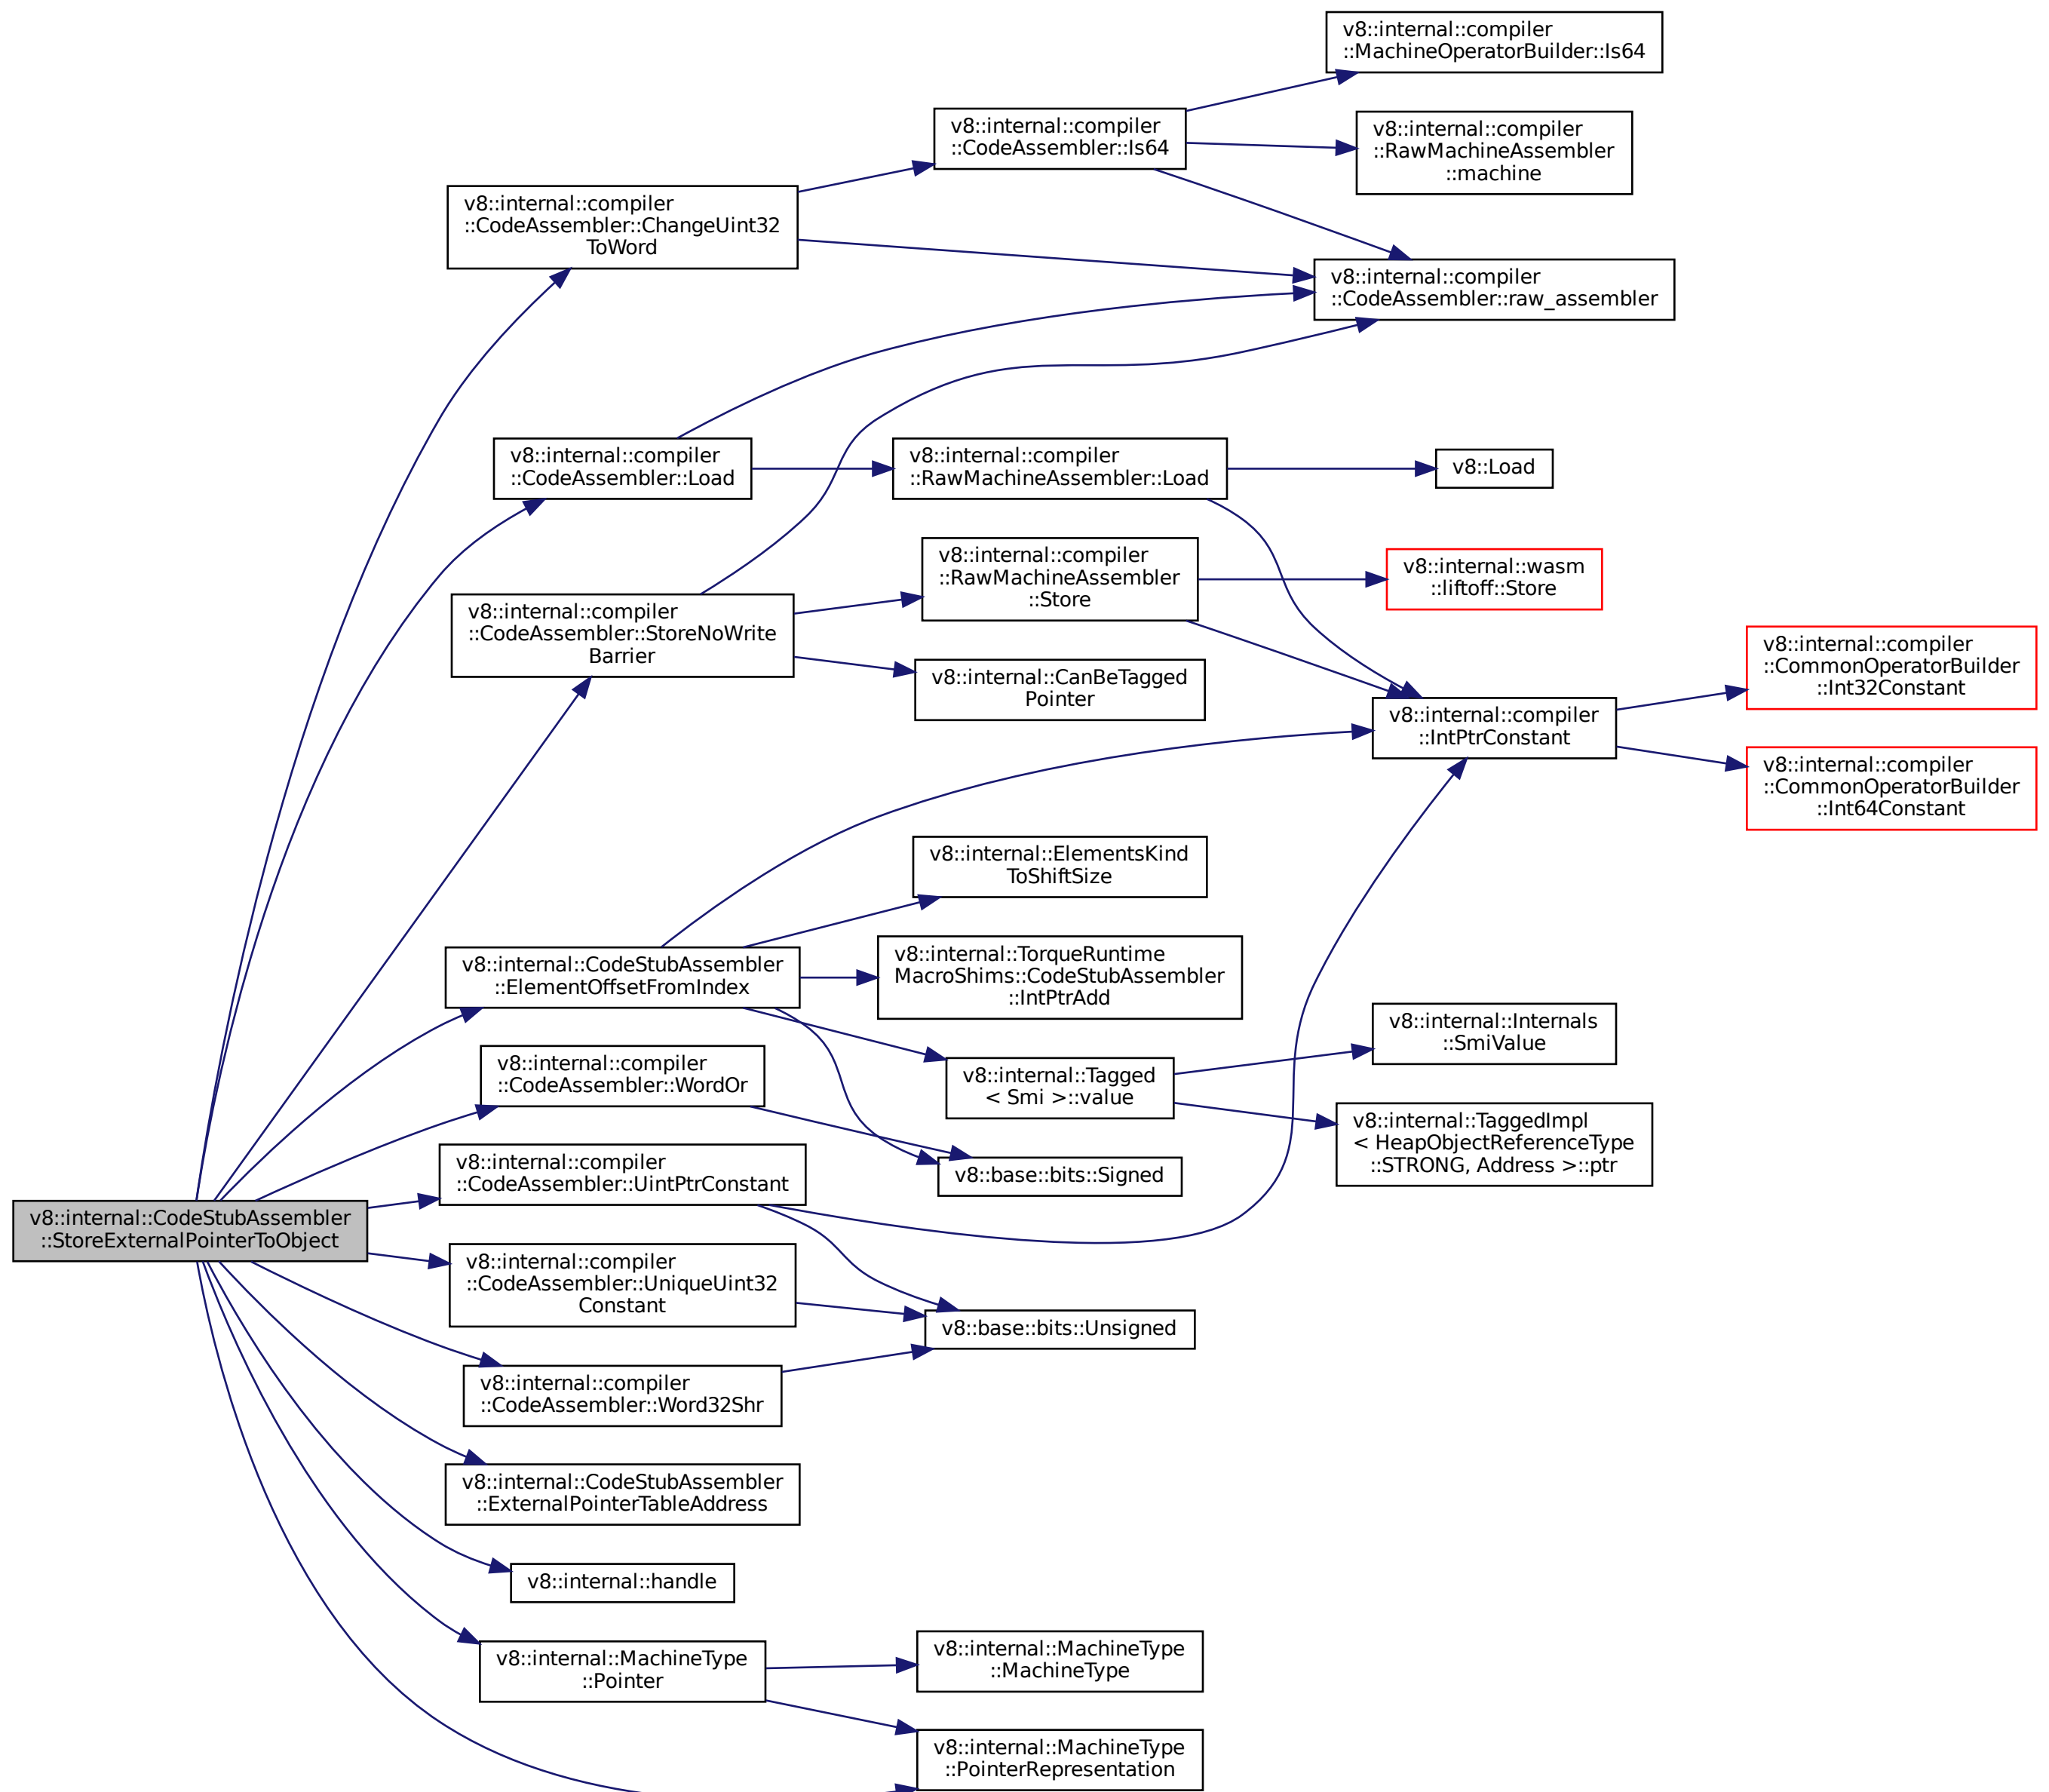 v8::internal::compiler
::MachineOperatorBuilder::Is64
v8::internal::compiler
::CodeAssembler::Is64
v8::internal::compiler
::RawMachineAssembler
::machine
v8::internal::compiler
::CodeAssembler::ChangeUint32
ToWord
v8::internal::compiler
::CodeAssembler::raw_assembler
v8::internal::compiler
::CodeAssembler::Load
v8::internal::compiler
::RawMachineAssembler::Load
v8::Load
v8::internal::compiler
::RawMachineAssembler
::Store
v8::internal::wasm
::liftoff::Store
v8::internal::compiler
::CodeAssembler::StoreNoWrite
Barrier
v8::internal::CanBeTagged
Pointer
v8::internal::compiler
::CommonOperatorBuilder
::Int32Constant
v8::internal::compiler
::IntPtrConstant
v8::internal::compiler
::CommonOperatorBuilder
::Int64Constant
v8::internal::ElementsKind
ToShiftSize
v8::internal::CodeStubAssembler
::ElementOffsetFromIndex
v8::internal::TorqueRuntime
MacroShims::CodeStubAssembler
::IntPtrAdd
v8::internal::Internals
::SmiValue
v8::internal::compiler
::CodeAssembler::WordOr
v8::internal::Tagged
< Smi >::value
v8::internal::TaggedImpl
< HeapObjectReferenceType
::STRONG, Address >::ptr
v8::internal::compiler
::CodeAssembler::UintPtrConstant
v8::base::bits::Signed
v8::internal::CodeStubAssembler
::StoreExternalPointerToObject
v8::internal::compiler
::CodeAssembler::UniqueUint32
Constant
v8::base::bits::Unsigned
v8::internal::compiler
::CodeAssembler::Word32Shr
v8::internal::CodeStubAssembler
::ExternalPointerTableAddress
v8::internal::handle
v8::internal::MachineType
::Pointer
v8::internal::MachineType
::MachineType
v8::internal::MachineType
::PointerRepresentation